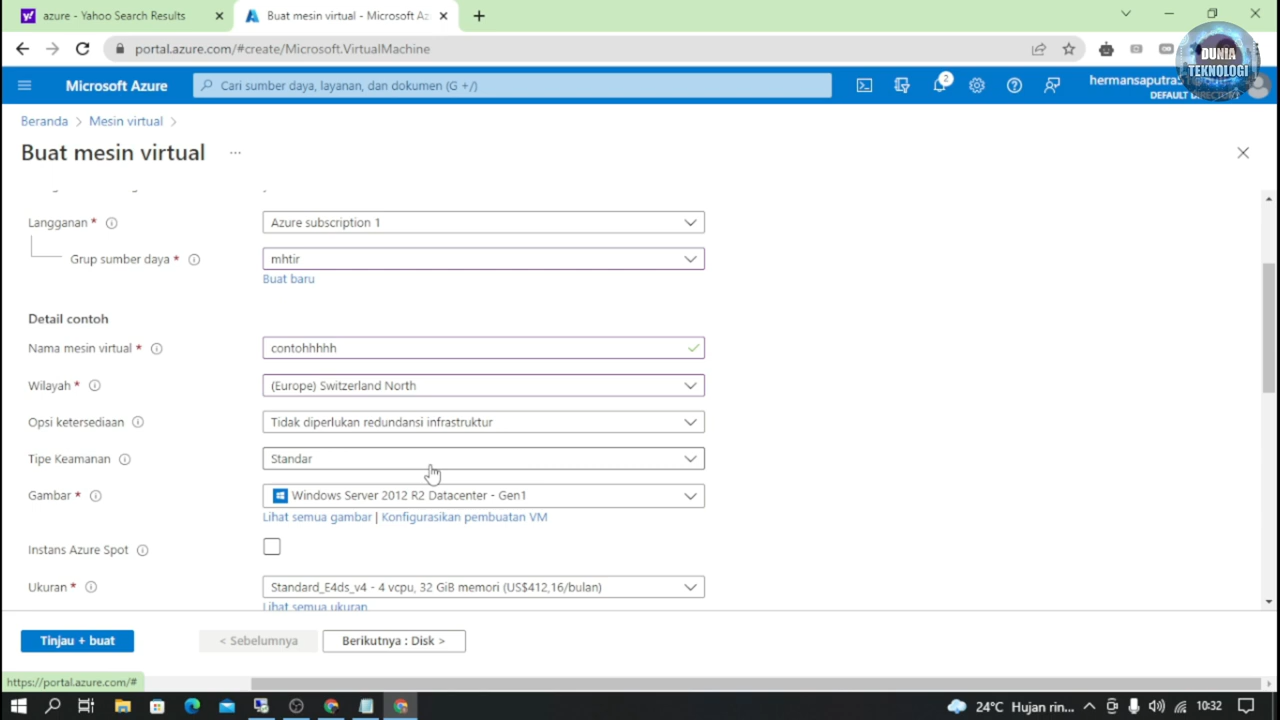 azure - Yahoo Search Results
Buat mesin virtual - Microsoft Az
portal.azure.com/#create/Microsoft.VirtualMachine
DUNIA
TEKNOLOGI
Microsoft Azure
Cari sumber daya, layanan, dan dokumen (G +/)
2
hermansaputra
DEFAULT DIRECTORY
Beranda > Mesin virtual >
Buat mesin virtual ...
Langganan * Azure subscription 1
Grup sumber daya * mhtir
Buat baru
Detail contoh
Nama mesin virtual * contohhhhh
Wilayah * (Europe) Switzerland North
Opsi ketersediaan Tidak diperlukan redundansi infrastruktur
Tipe Keamanan Standar
Gambar * Windows Server 2012 R2 Datacenter - Gen1
Lihat semua gambar | Konfigurasikan pembuatan VM
Instans Azure Spot
Ukuran * Standard_E4ds_v4 - 4 vcpu, 32 GiB memori (US$412,16/bulan)
Lihat semua ukuran
Tinjau + buat
< Sebelumnya
Berikutnya : Disk >
https://portal.azure.com/#
24°C Hujan rin...
10:32